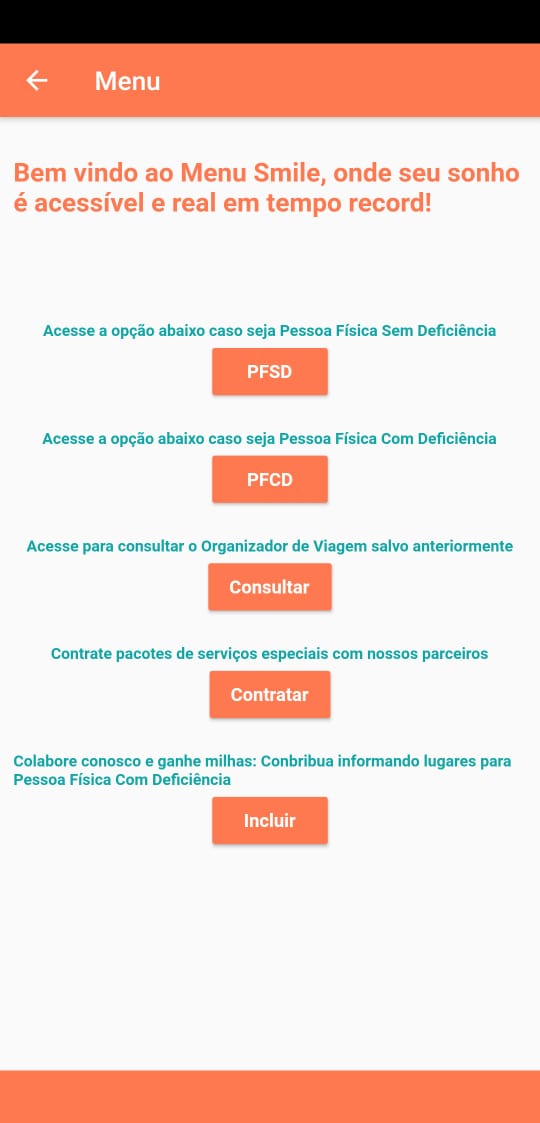 Menu
Bem vindo ao Menu Smile, onde seu sonho
é acessível e real em tempo record!
Acesse a opção abaixo caso seja Pessoa Física Sem Deficiência
PFSD
Acesse a opção abaixo caso seja Pessoa Física Com Deficiência
PFCD
Acesse para consultar o Organizador de Viagem salvo anteriormente
Consultar
Contrate pacotes de serviços especiais com nossos parceiros
Contratar
Colabore conosco e ganhe milhas: Conbribua informando lugares para
Pessoa Física Com Deficiência
Incluir